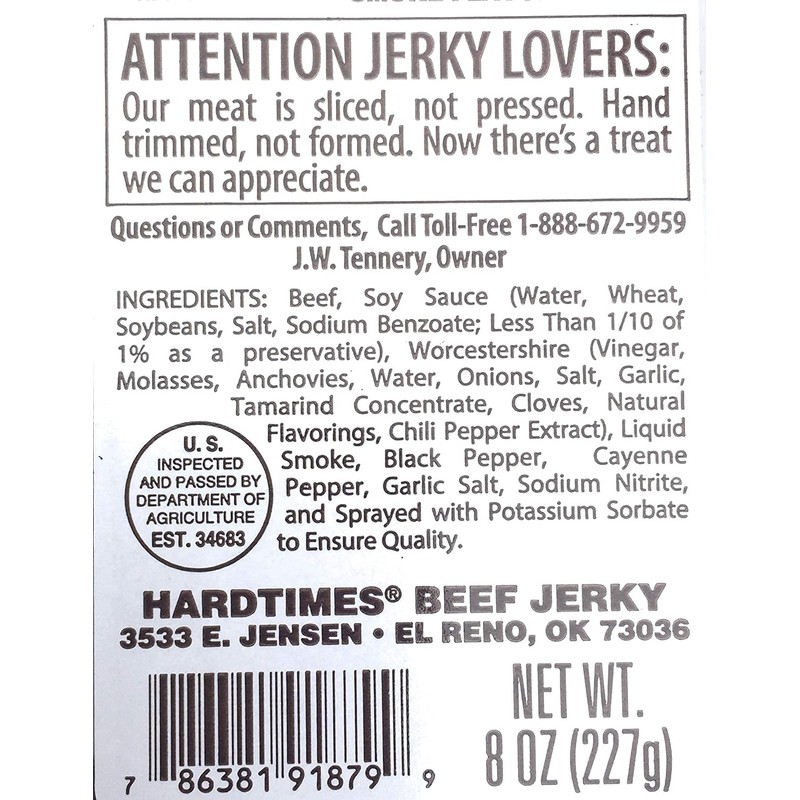 ATTENTION JERKY LOVERS:
Our meat is sliced, not pressed. Hand
trimmed, not formed. Now there's a treat
we can appreciate.
Questions or Comments, Call Toll-Free 1-888-672-9959
J.W. Tennery, Owner
INGREDIENTS: Beef, Soy Sauce (Water, Wheat,
Soybeans, Salt, Sodium Benzoate; Less Than 1/10 of
1% as a preservative), Worcestershire (Vinegar,
Molasses, Anchovies, Water, Onions, Salt, Garlic,
Tamarind Concentrate, Cloves, Natural
Flavorings, Chili Pepper Extract), Liquid
Smoke, Black Pepper, Cayenne
Pepper, Garlic Salt, Sodium Nitrite,
and Sprayed with Potassium Sorbate
to Ensure Quality.
U.S.
INSPECTED
AND PASSED BY
DEPARTMENT OF
AGRICULTURE
EST. 34683
HARDTIMES® BEEF JERKY
3533 E. JENSEN • EL RENO, OK 73036
7 86381 91879 9
NET WT.
8 OZ (227g)